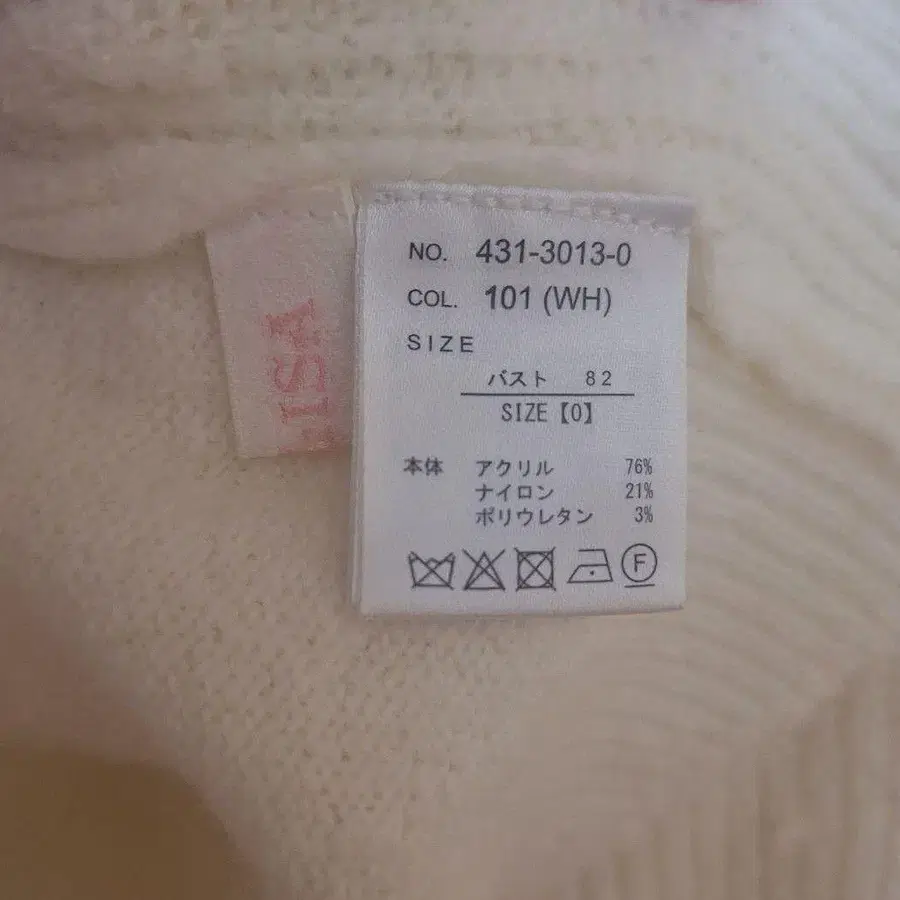 NO. 431-3013-0
COL. 101 (WH)
SIZE
バスト 82
SIZE【0】
本体 アクリル 76%
ナイロン 21%
ポリウレタン 3%
F